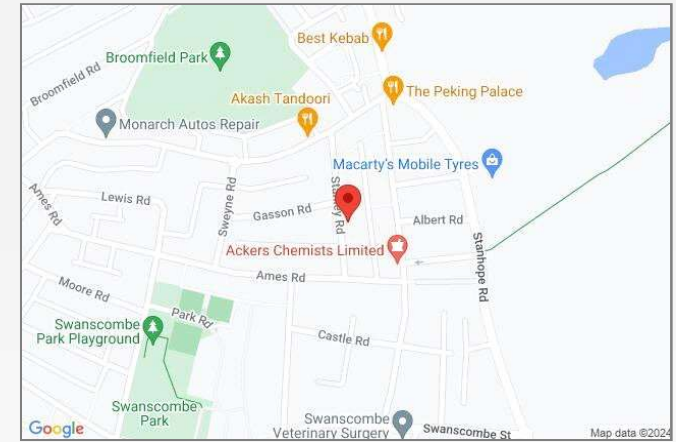 Best Kebab
Broomfield Park
Broomfield Rd
The Peking Palace
Akash Tandoori
Monarch Autos Repair
Macarty's Mobile Tyres
Ames Rd
Lewis Rd
Sweyne Rd
Gasson Rd
Stanley Rd
Albert Rd
Stanhope Rd
Ackers Chemists Limited
Ames Rd
Moore Rd
Park Rd
Swanscombe
Park Playground
Castle Rd
Swanscombe
Park
Swanscombe
Veterinary Surgery
Swanscombe St
Google
Map data ©2024